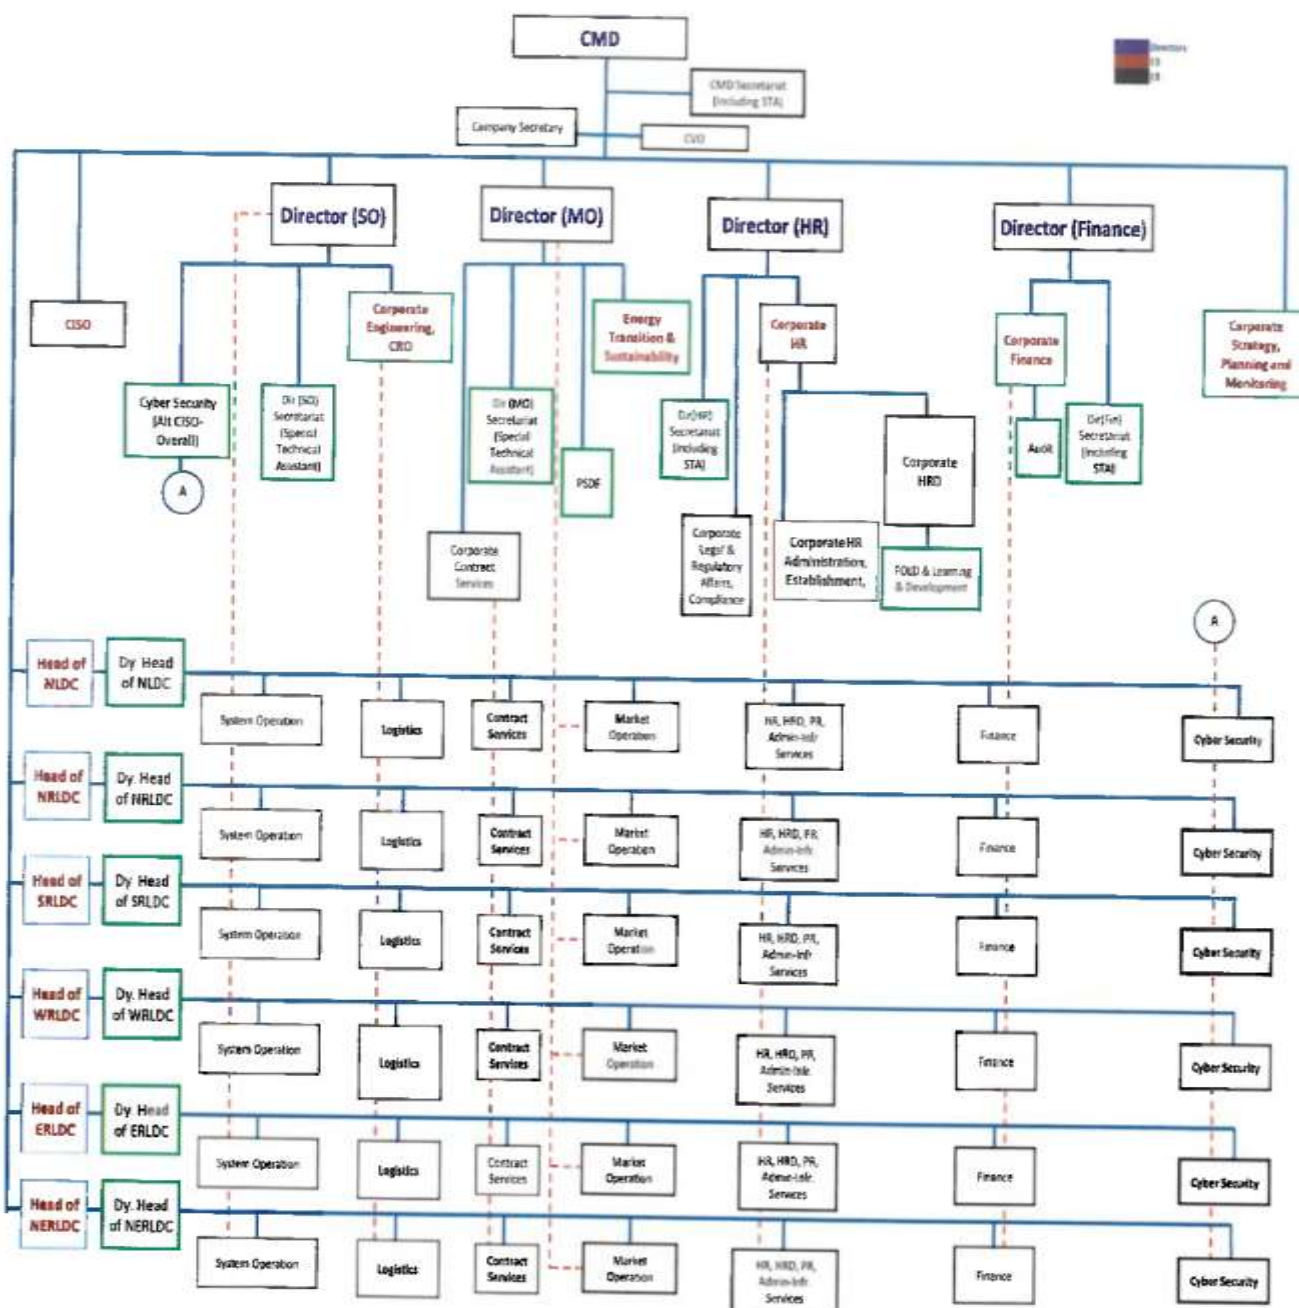 CMD
Directors
CMD Secretariat
(Including STA)
Company Secretary
CVO
Director (SO)
Director (MO)
Director (HR)
Director (Finance)
CISO
Corporate
Engineering,
CRO
Energy
Transition &
Sustainability
Corporate
HR
Corporate
Finance
Corporate
Strategy,
Planning and
Monitoring
Cyber Security
(Alt CISO-
Overall)
Dir (SO)
Secretariat
(Special
Technical
Assistant)
Dir (MO)
Secretariat
(Special
Technical
Assistant)
PSDF
Dir(HR)
Secretariat
(Including
STA)
Corporate
HRD
Audit
Dir(Fin)
Secretariat
(Including
STA)
A
Corporate
Contract
Services
Corporate
Legal &
Regulatory
Affairs,
Compliance
Corporate HR
Administration,
Establishment,
& Learning
& Development
A
Head of
NLDC
Dy. Head
of NLDC
System Operation
Logistics
Contract
Services
Market
Operation
HR, HRD, PR,
Admin-Infr
Services
Finance
Cyber Security
Head of
NRLDC
Dy. Head
of NRLDC
System Operation
Logistics
Contract
Services
Market
Operation
HR, HRD, PR,
Admin-Infr
Services
Finance
Cyber Security
Head of
SRLDC
Dy. Head
of SRLDC
System Operation
Logistics
Contract
Services
Market
Operation
HR, HRD, PR,
Admin-Infr
Services
Finance
Cyber Security
Head of
WRLDC
Dy. Head
of WRLDC
System Operation
Logistics
Contract
Services
Market
Operation
HR, HRD, PR,
Admin-Infr.
Services
Finance
Cyber Security
Head of
ERLDC
Dy. Head
of ERLDC
System Operation
Logistics
Contract
Services
Market
Operation
HR, HRD, PR,
Admin-Infr.
Services
Finance
Cyber Security
Head of
NERLDC
Dy. Head
of NERLDC
System Operation
Logistics
Contract
Services
Market
Operation
HR, HRD, PR,
Admin-Infr.
Services
Finance
Cyber Security